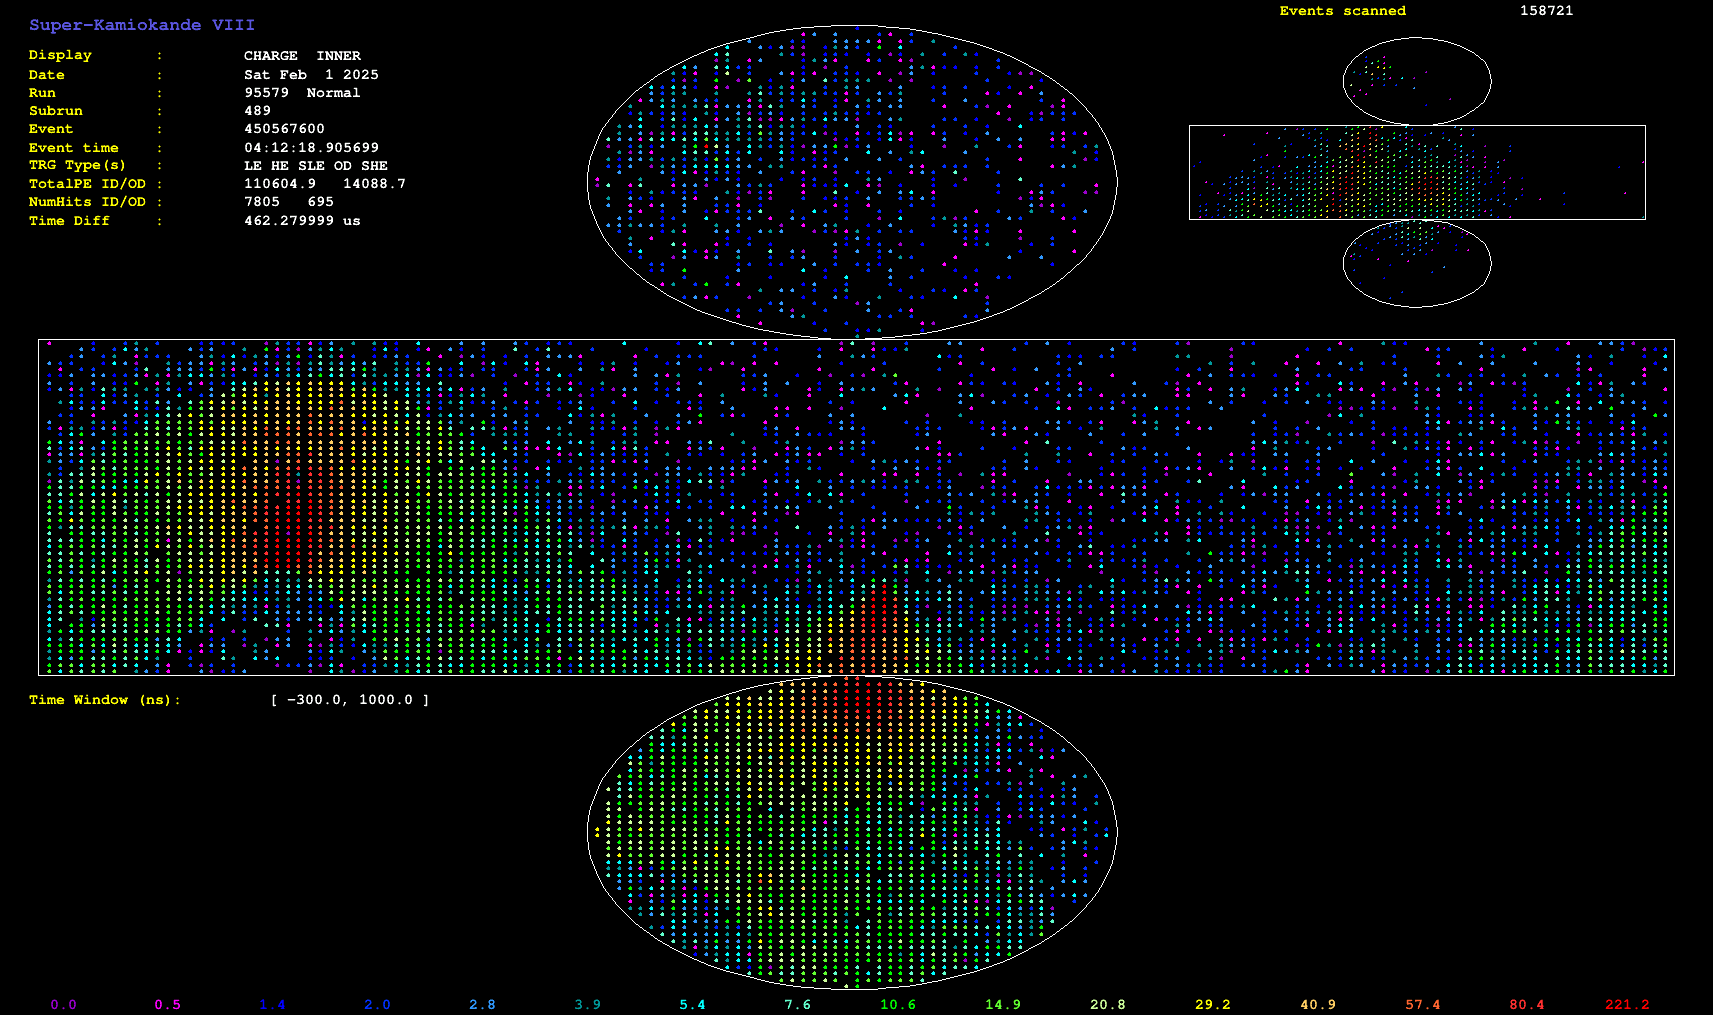 Super-Kamiokande VIII
Events scanned 158721
Display : CHARGE INNER
Date : Sat Feb 1 2025
Run : 95579 Normal
Subrun : 489
Event : 450567600
Event time : 04:12:18.905699
TRG Type(s) : LE HE SLE OD SHE
TotalPE ID/OD : 110604.9 14088.7
NumHits ID/OD : 7805 695
Time Diff : 462.279999 us
Time Window (ns): [ -300.0, 1000.0 ]
0.0 0.5 1.4 2.0 2.8 3.9 5.4 7.6 10.6 14.9 20.8 29.2 40.9 57.4 80.4 221.2